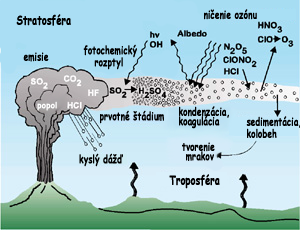 Stratosféra
emisie
SO2
CO2
HF
popol
HCl
kyslý dážď
hv
OH
fotochemický
rozptyl
SO2 → H2SO4
prvotné štádium
Albedo
ničenie ozónu
N2O5
ClONO2
HCl
HNO3
ClO→O3
kondenzácia,
koagulácia
sedimentácia,
kolobeh
tvorenie
mrakov
Troposféra